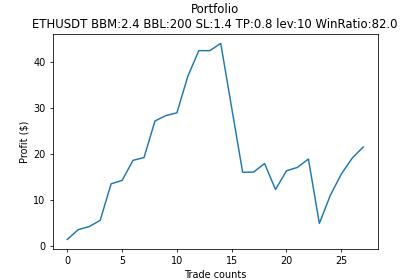 Portfolio
ETHUSDT BBM:2.4 BBL:200 SL:1.4 TP:0.8 lev:10 WinRatio:82.0
40
30
20
10
0
Profit ($)
0 5 10 15 20 25
Trade counts